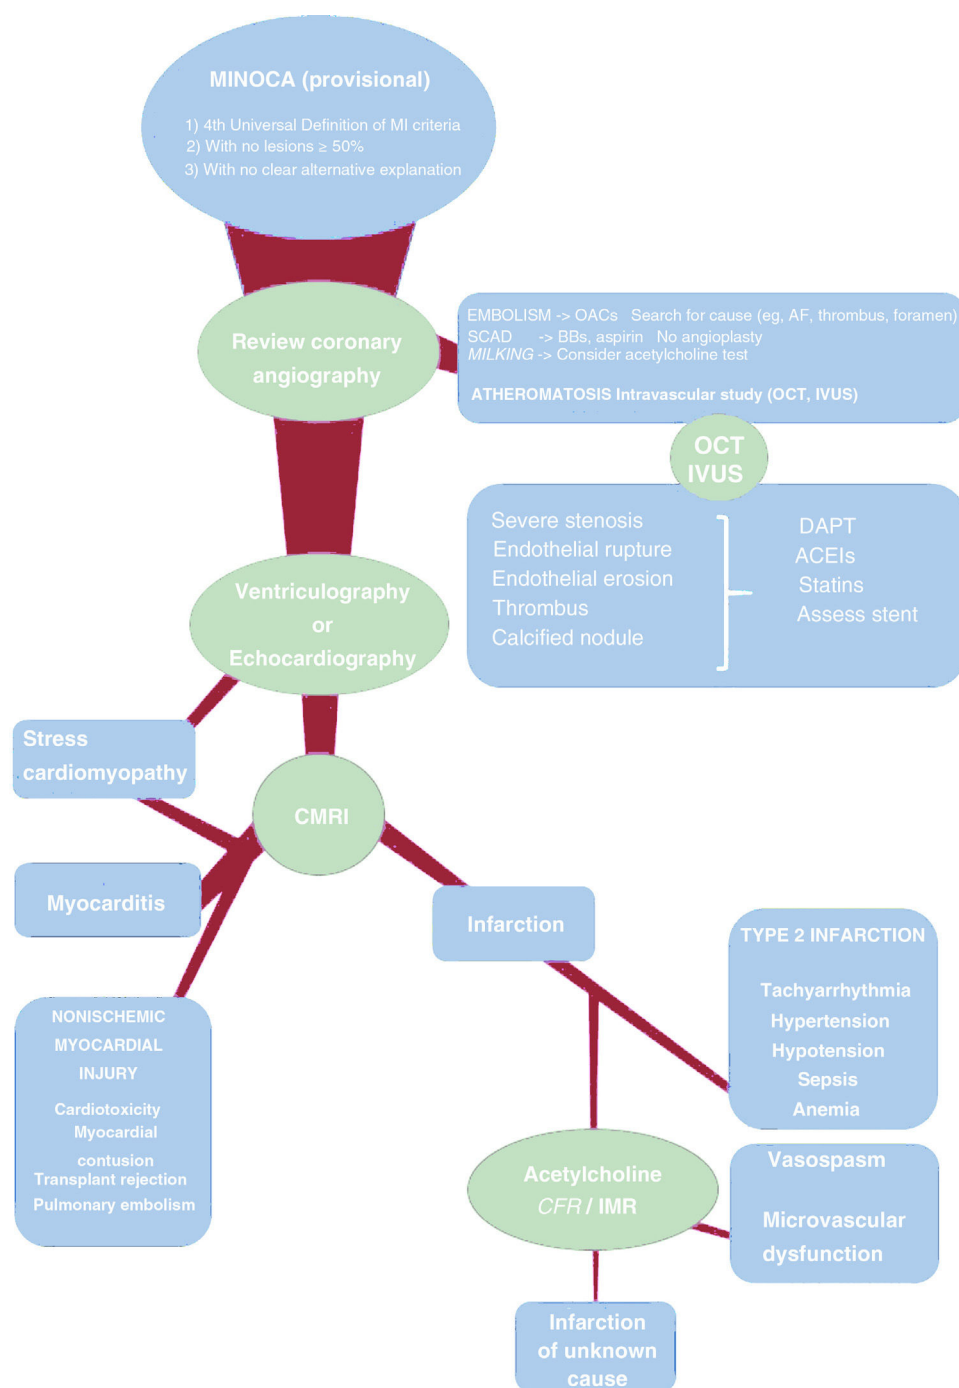 MINOCA (provisional)
1) 4th Universal Definition of MI criteria
2) With no lesions ≥ 50%
3) With no clear alternative explanation
Review coronary
angiography
EMBOLISM -> OACs Search for cause (eg, AF, thrombus, foramen)
SCAD -> BBs, aspirin No angioplasty
MILKING -> Consider acetylcholine test
ATHEROMATOSIS Intravascular study (OCT, IVUS)
OCT
IVUS
Severe stenosis
Endothelial rupture
Endothelial erosion
Thrombus
Calcified nodule
DAPT
ACEIs
Statins
Assess stent
Ventriculography
or
Echocardiography
Stress
cardiomyopathy
CMRI
Myocarditis
Infarction
NONISCHEMIC
MYOCARDIAL
INJURY
Cardiotoxicity
Myocardial
contusion
Transplant rejection
Pulmonary embolism
TYPE 2 INFARCTION
Tachyarrhythmia
Hypertension
Hypotension
Sepsis
Anemia
Acetylcholine
CFR / IMR
Vasospasm
Microvascular
dysfunction
Infarction
of unknown
cause